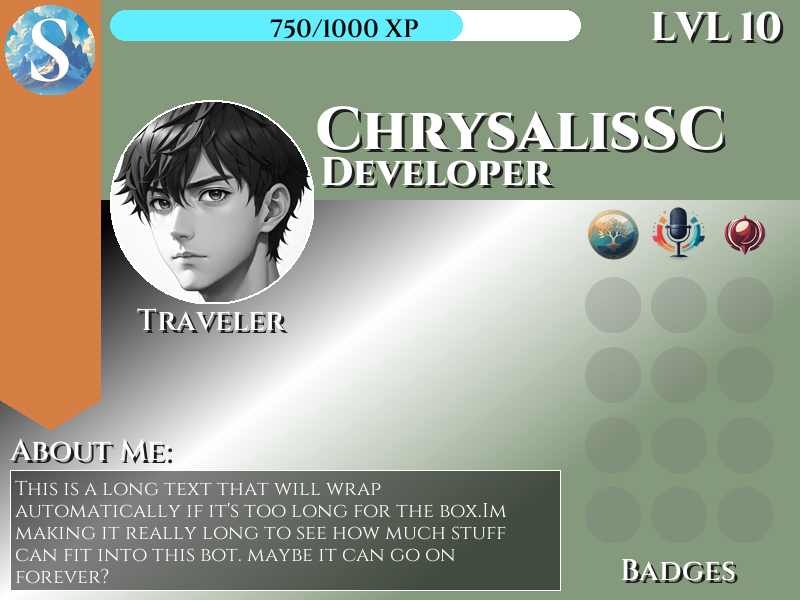 S
750/1000 XP
LVL 10
ChrysalisSC
Developer
Traveler
About Me:
This is a long text that will wrap
automatically if it's too long for the box.Im
making it really long to see how much stuff
can fit into this bot. maybe it can go on
forever?
Badges